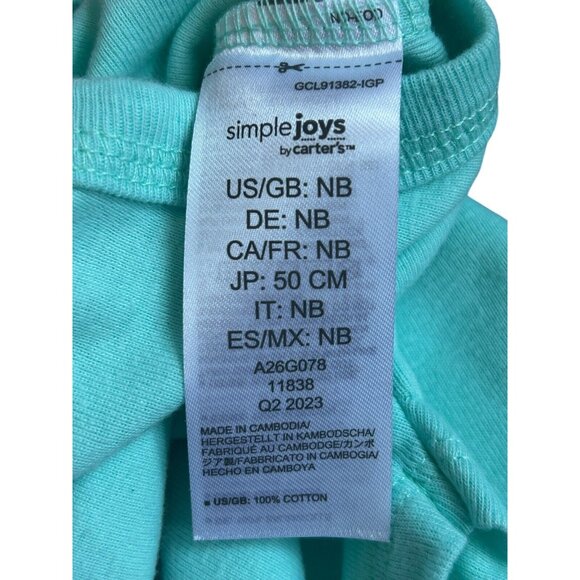 GCL91382-IGP
simple joys
by carter's™
US/GB: NB
DE: NB
CA/FR: NB
JP: 50 CM
IT: NB
ES/MX: NB
A26G078
11838
Q2 2023
MADE IN CAMBODIA/
HERGESTELLT IN KAMBODSCHA/
FABRIQUÉ AU CAMBODGE/カンボ
ジア製/FABBRICATO IN CAMBOGIA/
HECHO EN CAMBOYA
■ US/GB: 100% COTTON